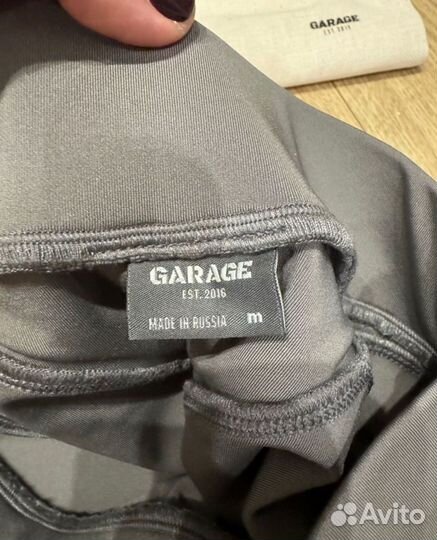 GARAGE
EST. 2016
GARAGE
EST. 2016
MADE IN RUSSIA m
Avito